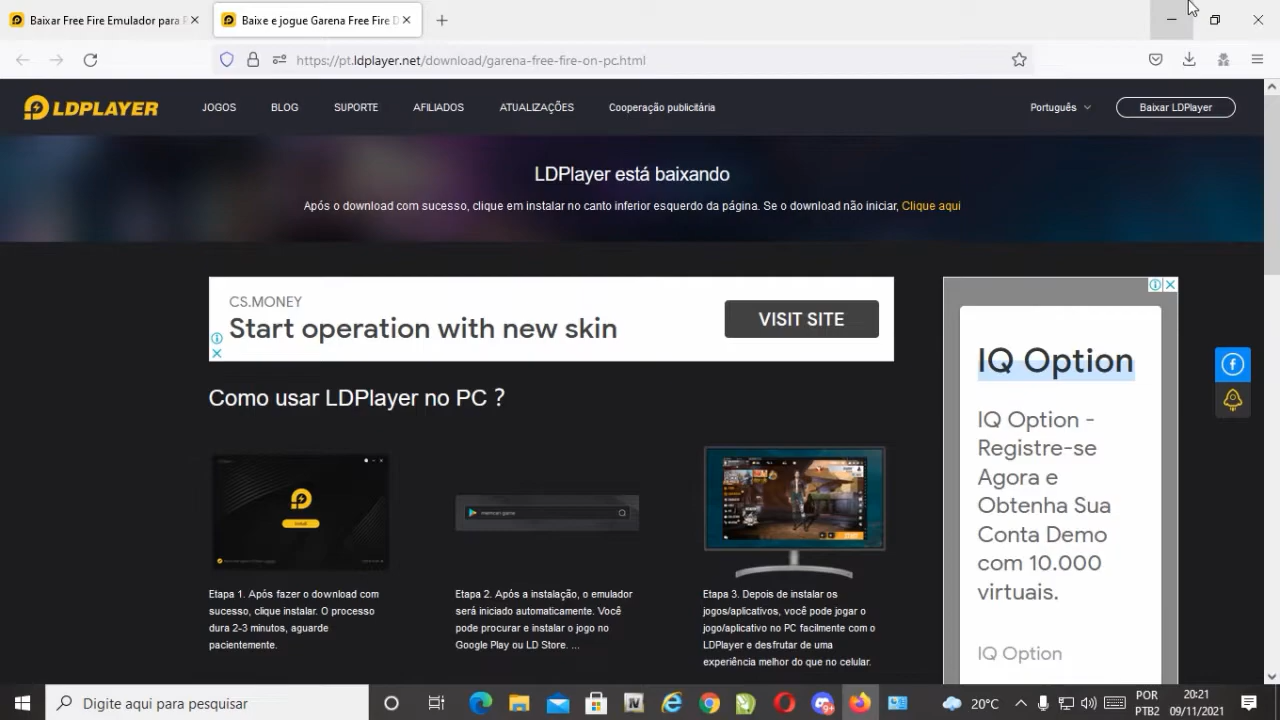 Baixar Free Fire Emulador para P
Baixe e jogue Garena Free Fire D
https://pt.ldplayer.net/download/garena-free-fire-on-pc.html
LDPLAYER
JOGOS
BLOG
SUPORTE
AFILIADOS
ATUALIZAÇÕES
Cooperação publicitária
Português
Baixar LDPlayer
LDPlayer está baixando
Após o download com sucesso, clique em instalar no canto inferior esquerdo da página. Se o download não iniciar, Clique aqui
CS.MONEY
Start operation with new skin
VISIT SITE
IQ Option
IQ Option -
Registre-se
Agora e
Obtenha Sua
Conta Demo
com 10.000
virtuais.
IQ Option
Como usar LDPlayer no PC ?
Etapa 1. Após fazer o download com
sucesso, clique instalar. O processo
dura 2-3 minutos, aguarde
pacientemente.
Etapa 2. Após a instalação, o emulador
será iniciado automaticamente. Você
pode procurar e instalar o jogo no
Google Play ou LD Store. ...
Etapa 3. Depois de instalar os
jogos/aplicativos, você pode jogar o
jogo/aplicativo no PC facilmente com o
LDPlayer e desfrutar de uma
experiência melhor do que no celular.
Digite aqui para pesquisar
20°C
POR
PTB2
20:21
09/11/2021